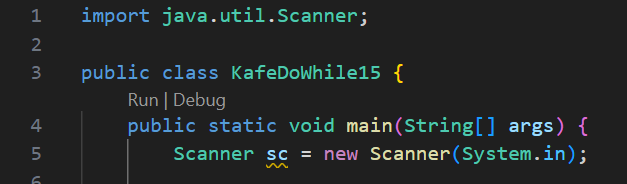 1 import java.util.Scanner;
2
3 public class KafeDoWhile15 {
Run | Debug
4 public static void main(String[] args) {
5 Scanner sc = new Scanner(System.in);